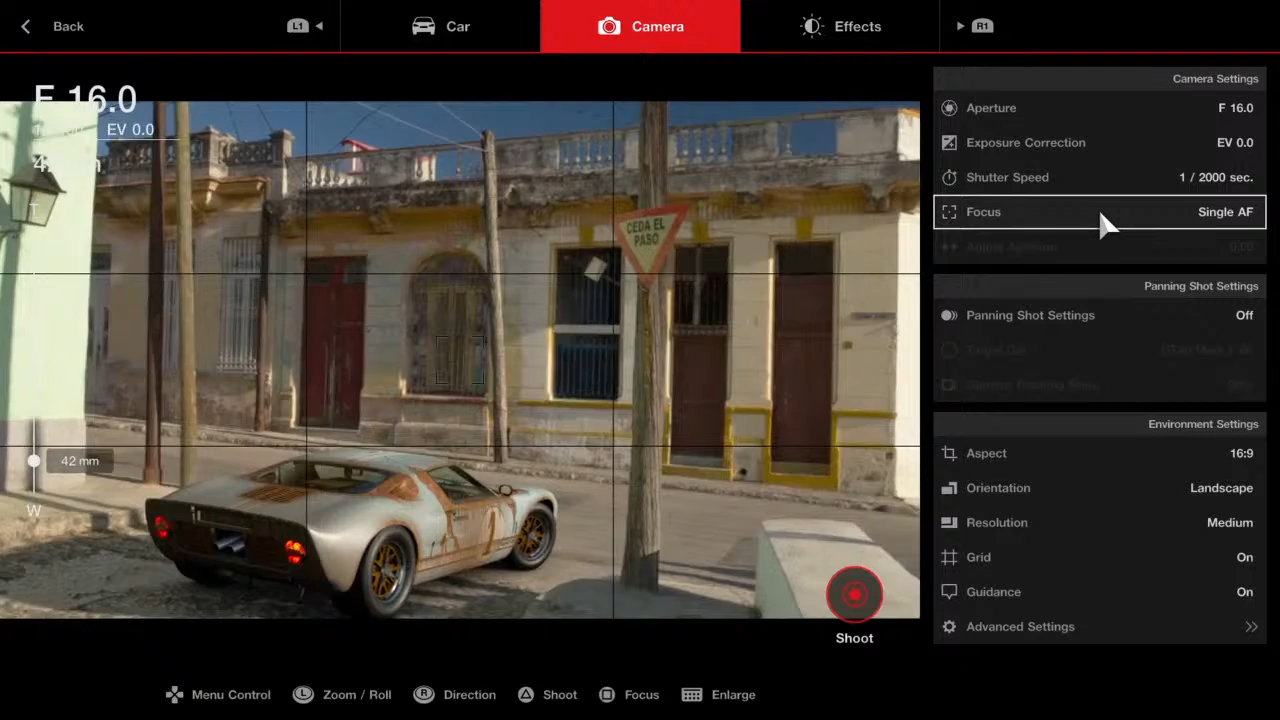 Back
L1
Car
Camera
Effects
R1
F 16.0
EV 0.0
T
42 mm
W
CEDA EL
PASO
1
Shoot
Camera Settings
Aperture F 16.0
Exposure Correction EV 0.0
Shutter Speed 1 / 2000 sec.
Focus Single AF
Panning Shot Settings
Panning Shot Settings Off
Environment Settings
Aspect 16:9
Orientation Landscape
Resolution Medium
Grid On
Guidance On
Advanced Settings
Menu Control
L Zoom / Roll
R Direction
Shoot
Focus
Enlarge